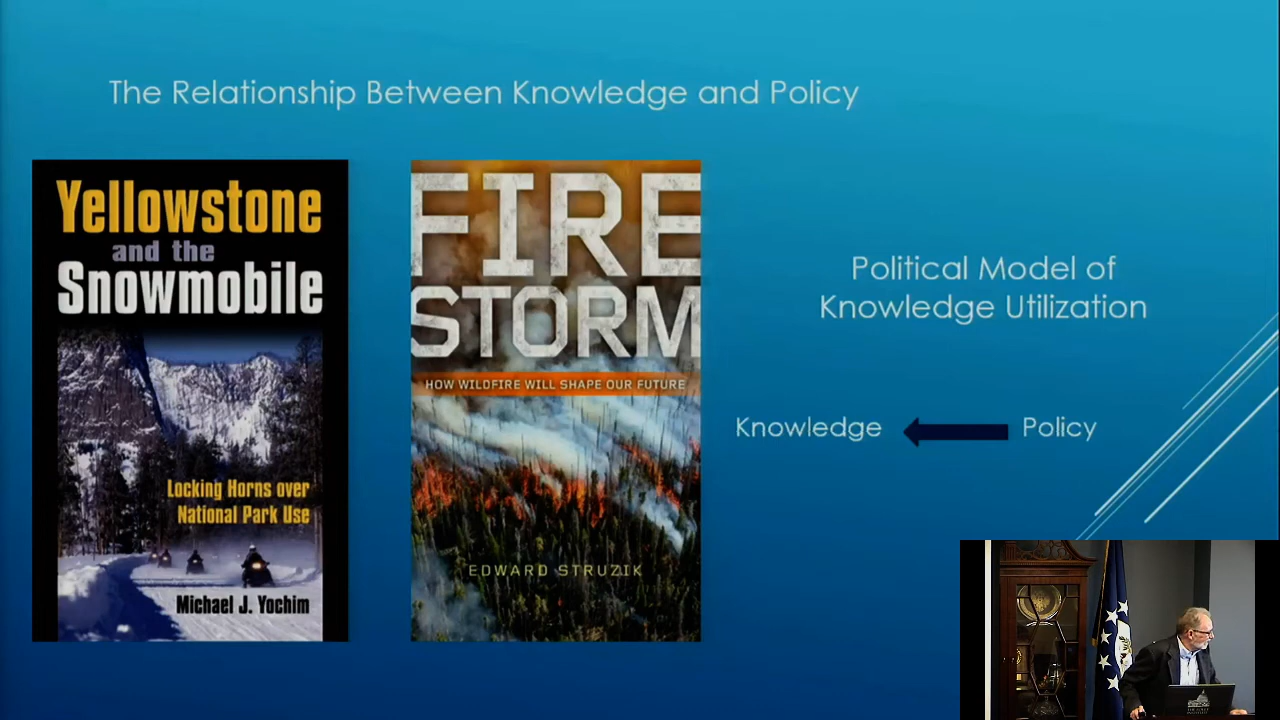 The Relationship Between Knowledge and Policy
Yellowstone
and the
Snowmobile
Locking Horns over
National Park Use
Michael J. Yochim
FIRE
STORM
HOW WILDFIRE WILL SHAPE OUR FUTURE
EDWARD STRUZIK
Political Model of
Knowledge Utilization
Knowledge
Policy